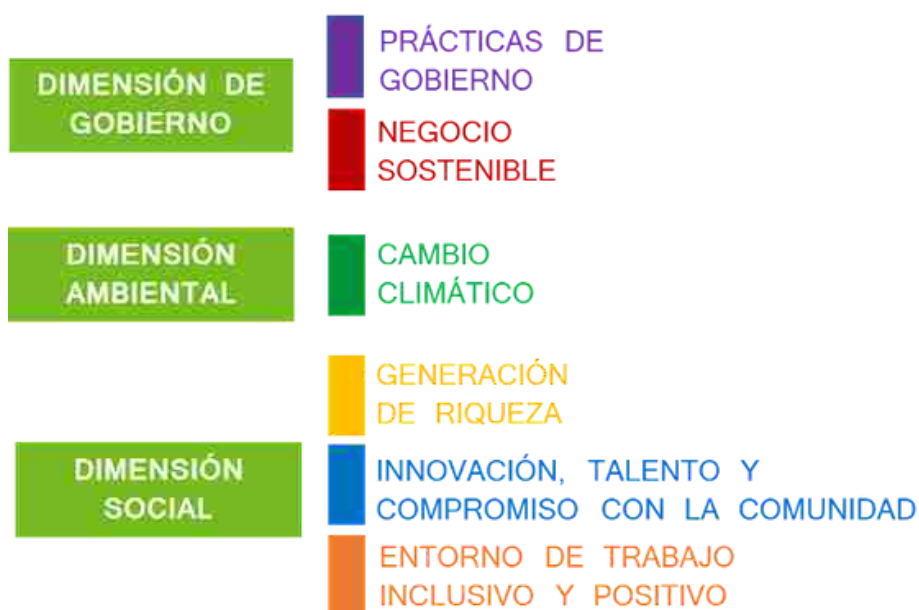 DIMENSIÓN DE
GOBIERNO
PRÁCTICAS DE
GOBIERNO
NEGOCIO
SOSTENIBLE
DIMENSIÓN
AMBIENTAL
CAMBIO
CLIMÁTICO
DIMENSIÓN
SOCIAL
GENERACIÓN
DE RIQUEZA
INNOVACIÓN, TALENTO Y
COMPROMISO CON LA COMUNIDAD
ENTORNO DE TRABAJO
INCLUSIVO Y POSITIVO